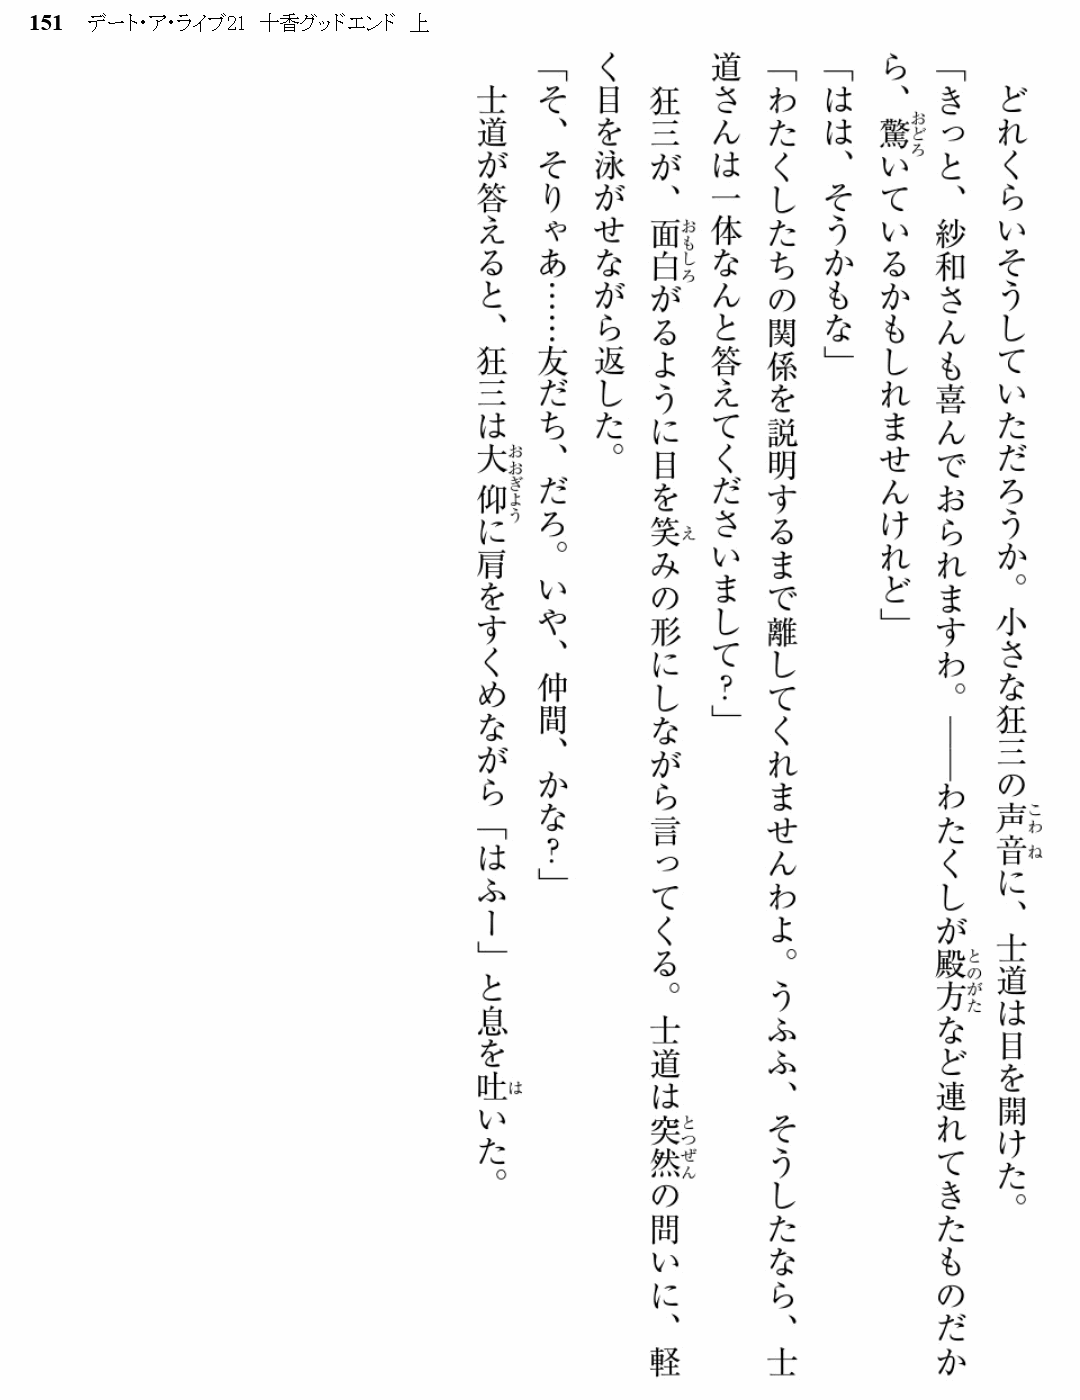 151 デート・ア・ライブ21 十香グッドエンド 上
どれくらいそうしていただろうか。小さな狂三の声音に、士道は目を開けた。
「きっと、紗和さんも喜んでおられますわ。――わたくしが殿方など連れてきたものだか
ら、驚いているかもしれませんけれど」
「はは、そうかもな」
「わたくしたちの関係を説明するまで離してくれませんわよ。うふふ、そうしたなら、士
道さんは一体なんと答えてくださいまして?」
狂三が、面白がるように目を笑みの形にしながら言ってくる。士道は突然の問いに、軽
く目を泳がせながら返した。
「そ、そりゃあ……友だち、だろ。いや、仲間、かな?」
士道が答えると、狂三は大仰に肩をすくめながら「はふー」と息を吐いた。